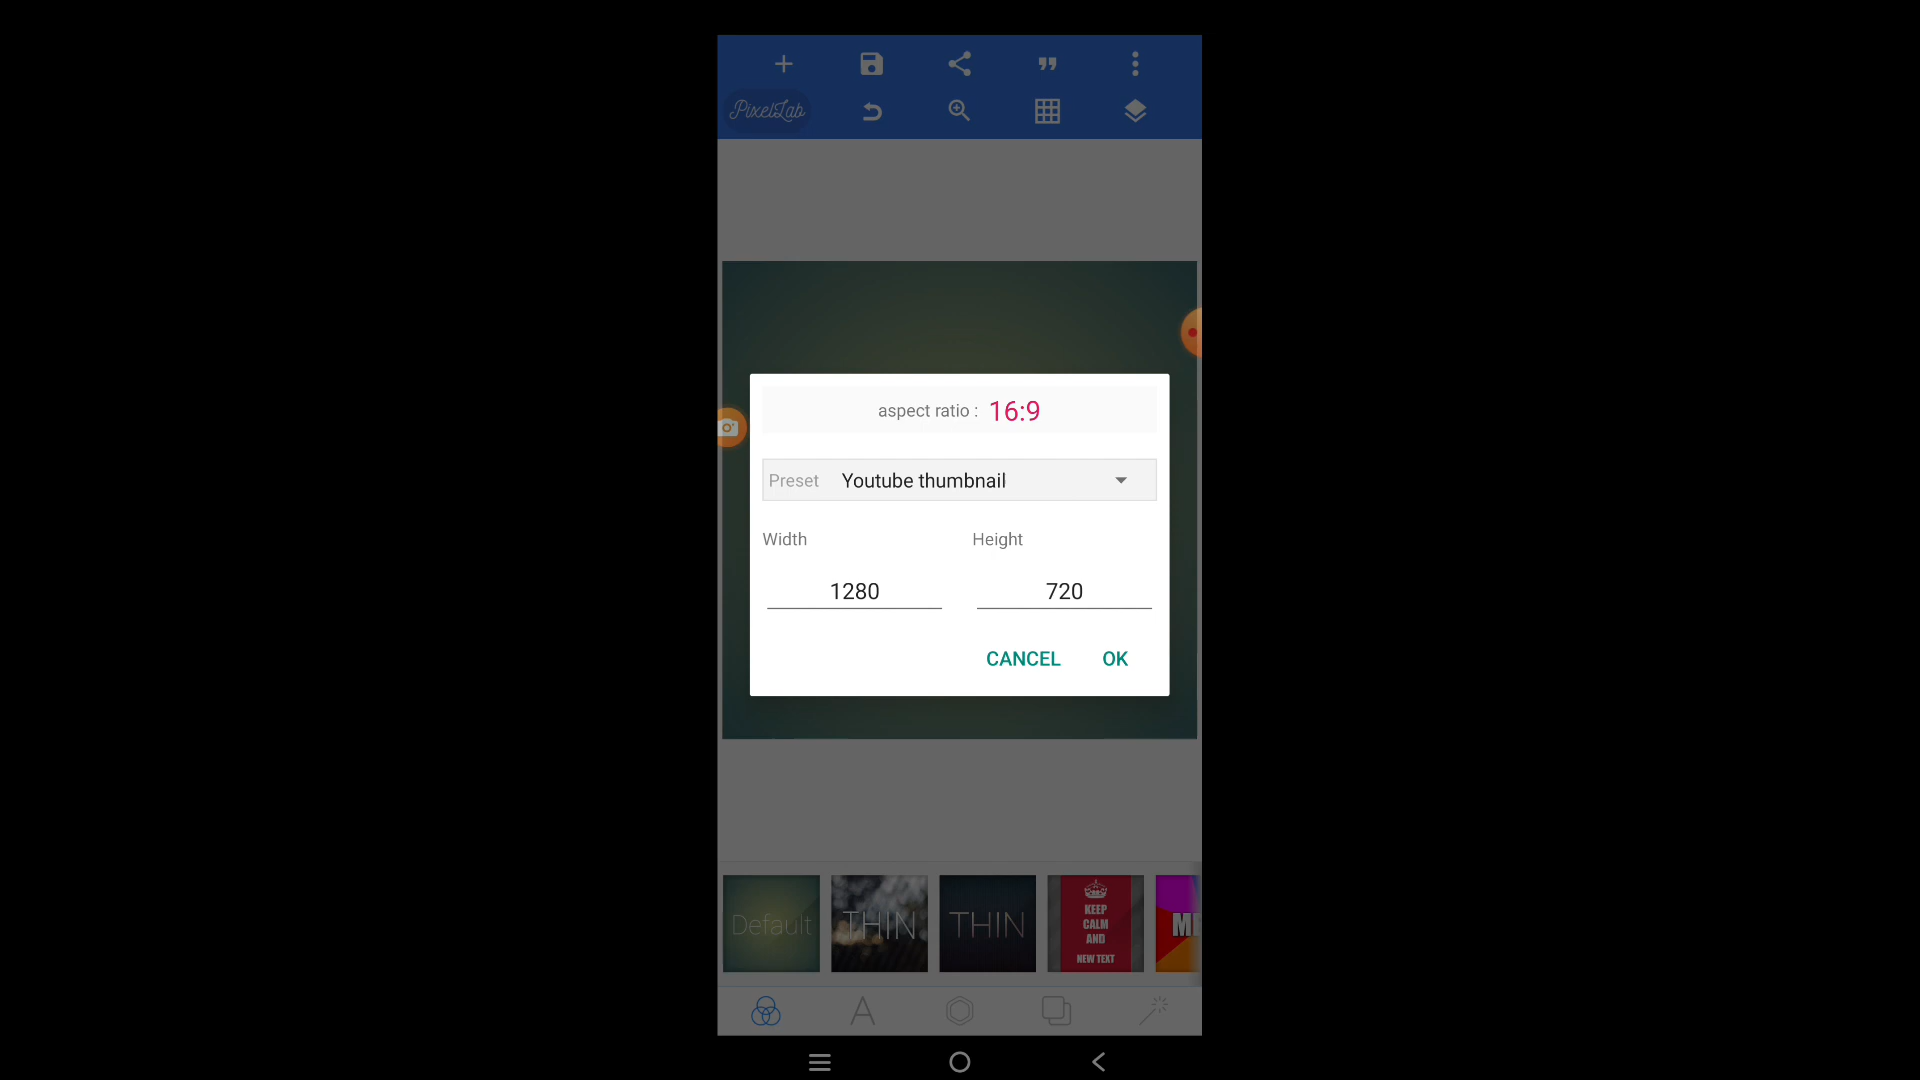 PixelLab
aspect ratio : 16:9
Preset Youtube thumbnail
Width Height
1280 720
CANCEL OK
Default
THIN
THIN
KEEP
CALM
AND
NEW TEXT